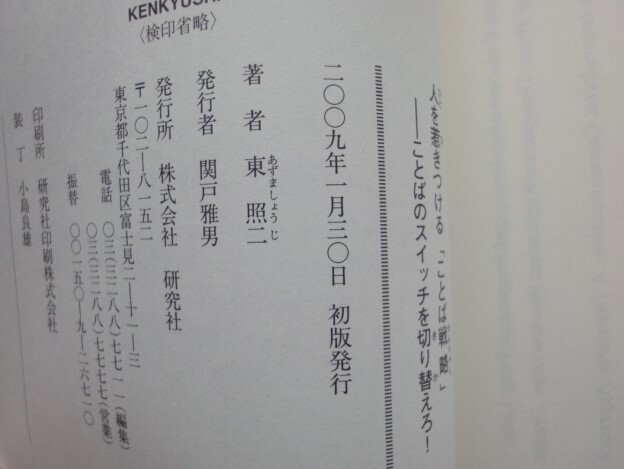 人を惹きつける「ことば戦略」
——ことばのスイッチを切り替えろ！
二〇〇九年一月三〇日 初版発行
著者 東照二
あずましょうじ
発行者 関戸雅男
発行所 株式会社 研究社
〒一〇二―八一五二
東京都千代田区富士見二―一一―三
電話 〇三（三二八八）七七一一（編集）
〇三（三二八八）七七七七（営業）
振替 〇〇一五〇―九―二六七一〇
印刷所 研究社印刷株式会社
装丁 小島良雄
KENKYUSHA
〈検印省略〉